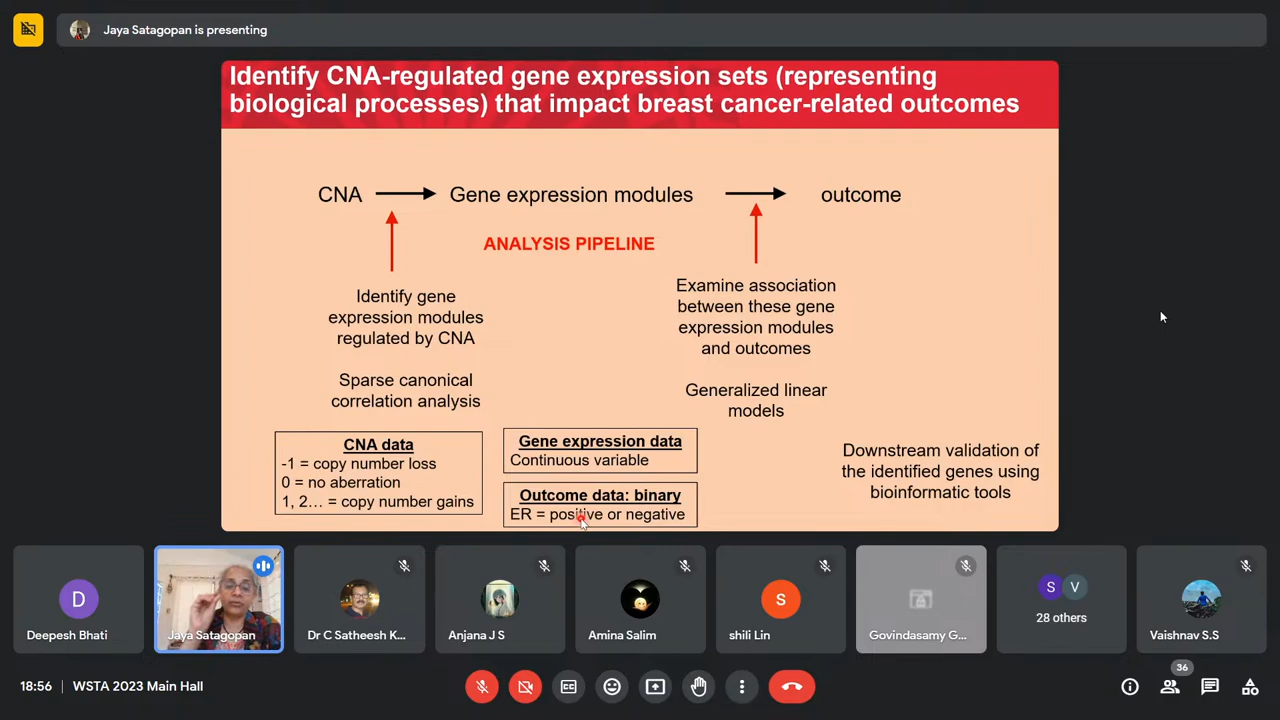 Jaya Satagopan is presenting
Identify CNA-regulated gene expression sets (representing
biological processes) that impact breast cancer-related outcomes
CNA
Gene expression modules
outcome
ANALYSIS PIPELINE
Identify gene
expression modules
regulated by CNA
Sparse canonical
correlation analysis
Examine association
between these gene
expression modules
and outcomes
Generalized linear
models
CNA data
-1 = copy number loss
0 = no aberration
1, 2… = copy number gains
Gene expression data
Continuous variable
Outcome data: binary
ER = positive or negative
Downstream validation of
the identified genes using
bioinformatic tools
D
Deepesh Bhati
Jaya Satagopan
Dr C Satheesh K...
Anjana J S
Amina Salim
S
shili Lin
Govindasamy G...
S V
28 others
Vaishnav S.S
18:56 | WSTA 2023 Main Hall
36